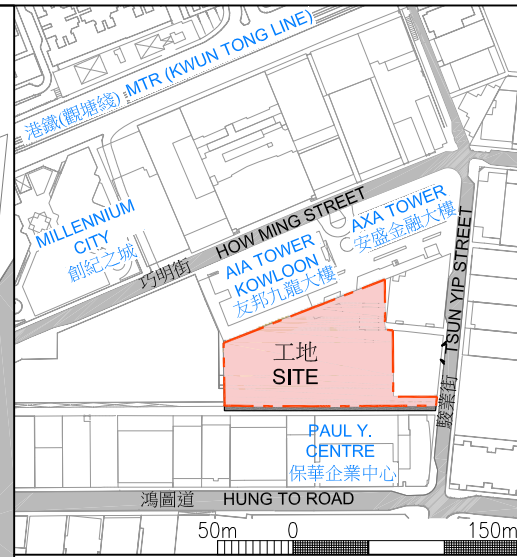 港鐵(觀塘綫) MTR (KWUN TONG LINE)
MILLENNIUM
CITY
創紀之城
巧明街 HOW MING STREET
AXA TOWER
安盛金融大樓
AIA TOWER
KOWLOON
友邦九龍大樓
駿業街 TSUN YIP STREET
工地
SITE
PAUL Y.
CENTRE
保華企業中心
鴻圖道 HUNG TO ROAD
50m 0 150m